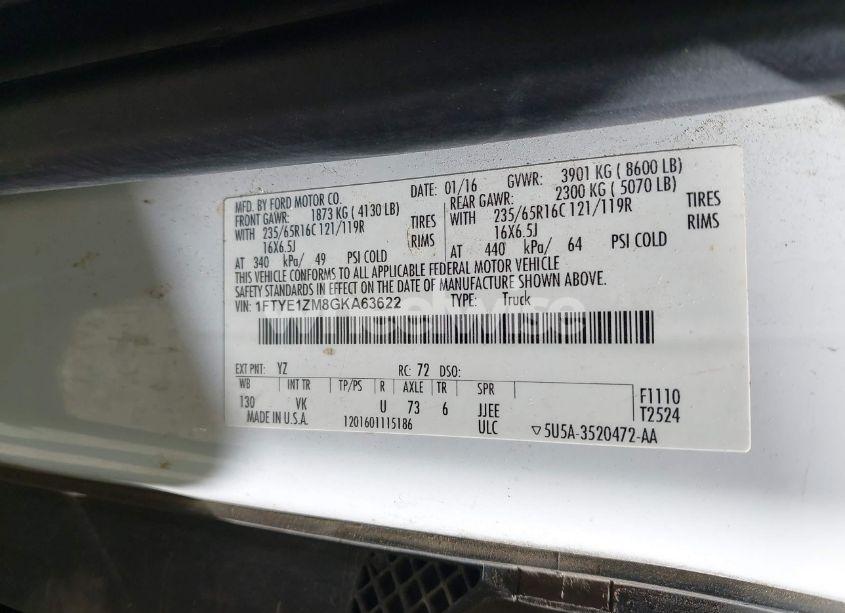 MFD. BY FORD MOTOR CO. DATE: 01/16 GVWR: 3901 KG ( 8600 LB)
FRONT GAWR: 1873 KG ( 4130 LB) REAR GAWR: 2300 KG ( 5070 LB)
WITH 235/65R16C 121/119R TIRES WITH 235/65R16C 121/119R TIRES
16X6.5J RIMS 16X6.5J RIMS
AT 340 kPa/ 49 PSI COLD AT 440 kPa/ 64 PSI COLD
THIS VEHICLE CONFORMS TO ALL APPLICABLE FEDERAL MOTOR VEHICLE
SAFETY STANDARDS IN EFFECT ON THE DATE OF MANUFACTURE SHOWN ABOVE.
VIN: 1FTYE1ZM8GKA63622 TYPE: Truck
EXT PNT: YZ RC: 72 DSO:
WB INT TR TP/PS R AXLE TR SPR
130 VK U 73 6 JJEE F1110
MADE IN U.S.A. 1201601115186 ULC T2524
▽5U5A-3520472-AA